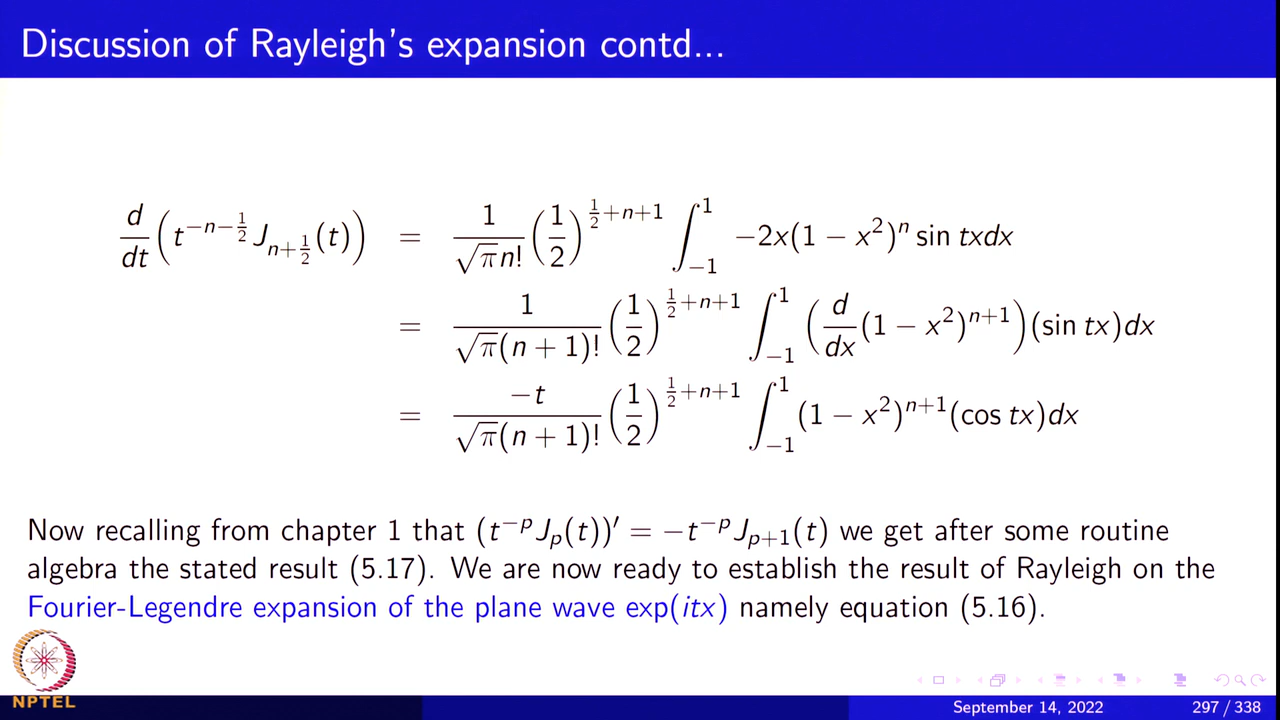 Discussion of Rayleigh's expansion contd...
d/dt (t^{-n-1/2} J_{n+1/2}(t)) = 1/(√π n!) (1/2)^{1/2+n+1} ∫_{-1}^{1} −2x(1 − x²)ⁿ sin txdx
= 1/(√π(n + 1)!) (1/2)^{1/2+n+1} ∫_{-1}^{1} (d/dx (1 − x²)^{n+1})(sin tx)dx
= −t/(√π(n + 1)!) (1/2)^{1/2+n+1} ∫_{-1}^{1} (1 − x²)^{n+1}(cos tx)dx
Now recalling from chapter 1 that (t^{−p}J_p(t))′ = −t^{−p}J_{p+1}(t) we get after some routine
algebra the stated result (5.17). We are now ready to establish the result of Rayleigh on the
Fourier-Legendre expansion of the plane wave exp(itx) namely equation (5.16).
NPTEL
September 14, 2022 297 / 338